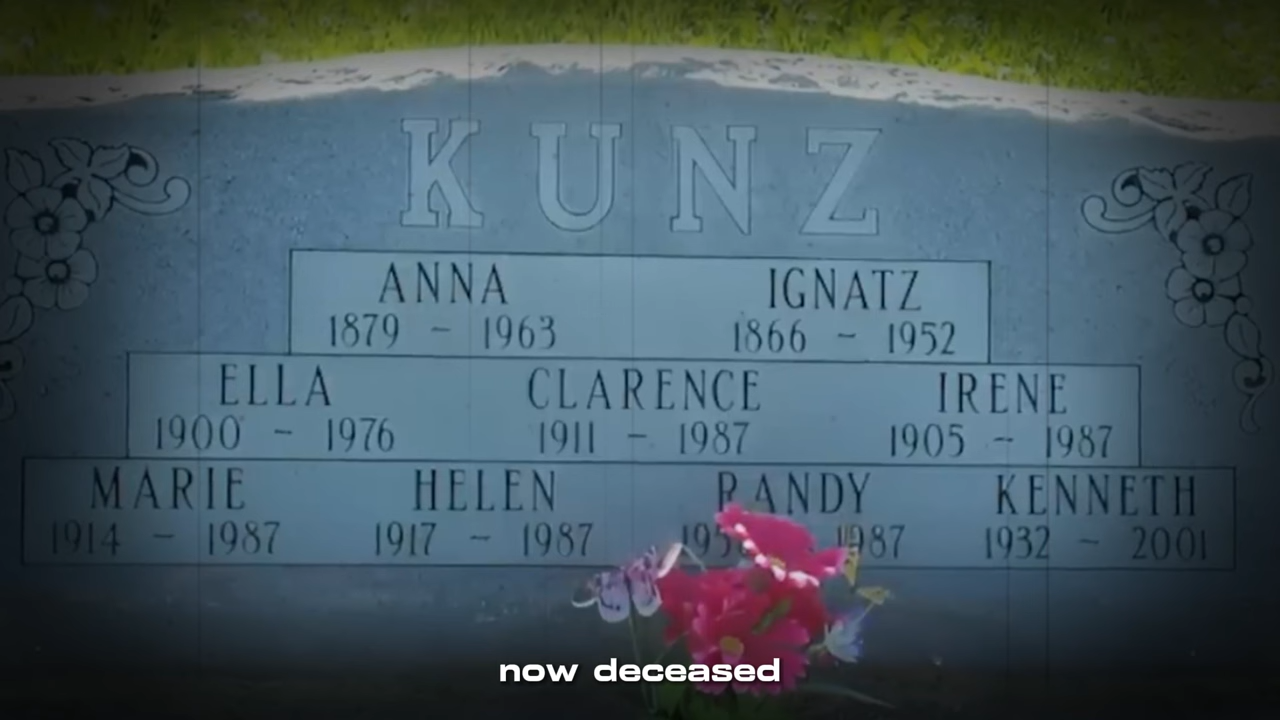 KUNZ
ANNA IGNATZ
1879 - 1963 1866 - 1952
ELLA CLARENCE IRENE
1900 - 1976 1911 - 1987 1905 - 1987
MARIE HELEN RANDY KENNETH
1914 - 1987 1917 - 1987 1932 - 2001
now deceased